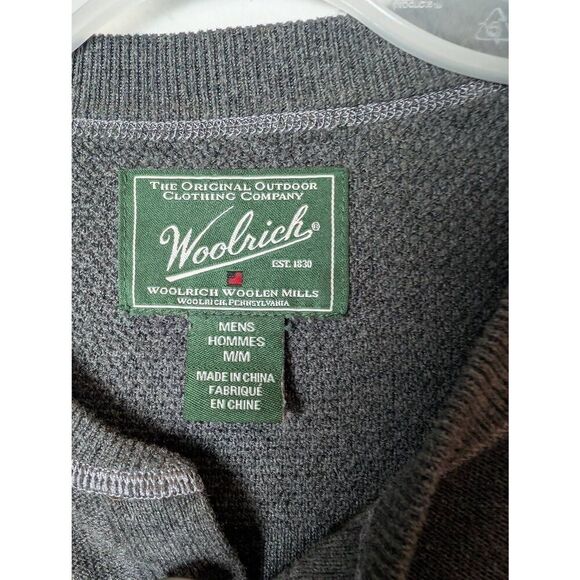 THE ORIGINAL OUTDOOR
CLOTHING COMPANY
Woolrich®
EST. 1830
WOOLRICH WOOLEN MILLS
WOOLRICH, PENNSYLVANIA
MENS
HOMMES
M/M
MADE IN CHINA
FABRIQUÉ
EN CHINE